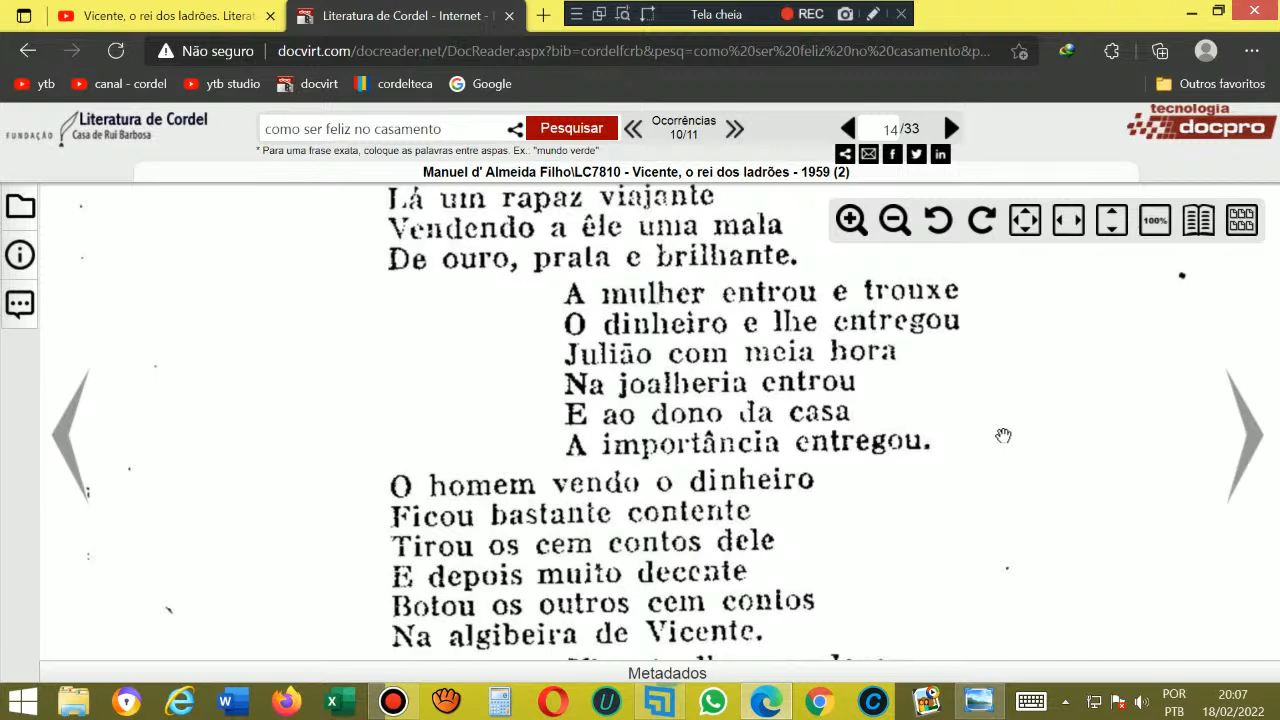 Vicente, o rei dos ladrões. Literat
Literatura de Cordel - Internet -
Tela cheia
REC
Não seguro
docvirt.com/docreader.net/DocReader.aspx?bib=cordelfcrb&pesq=como%20ser%20feliz%20no%20casamento&p...
ytb
canal - cordel
ytb studio
docvirt
cordelteca
Google
Outros favoritos
FUNDAÇÃO
Literatura de Cordel
Casa de Rui Barbosa
como ser feliz no casamento
Pesquisar
Ocorrências
10/11
14 /33
tecnologia
docpro
* Para uma frase exata, coloque as palavras entre aspas. Ex.: "mundo verde"
Manuel d' Almeida Filho\LC7810 - Vicente, o rei dos ladrões - 1959 (2)
100%
Lá um rapaz viajante
Vendendo a êle uma mala
De ouro, prata e brilhante.
A mulher entrou e trouxe
O dinheiro e lhe entregou
Julião com meia hora
Na joalheria entrou
E ao dono da casa
A importância entregou.
O homem vendo o dinheiro
Ficou bastante contente
Tirou os cem contos dele
E depois muito decente
Botou os outros cem contos
Na algibeira de Vicente.
Metadados
POR
PTB
20:07
18/02/2022